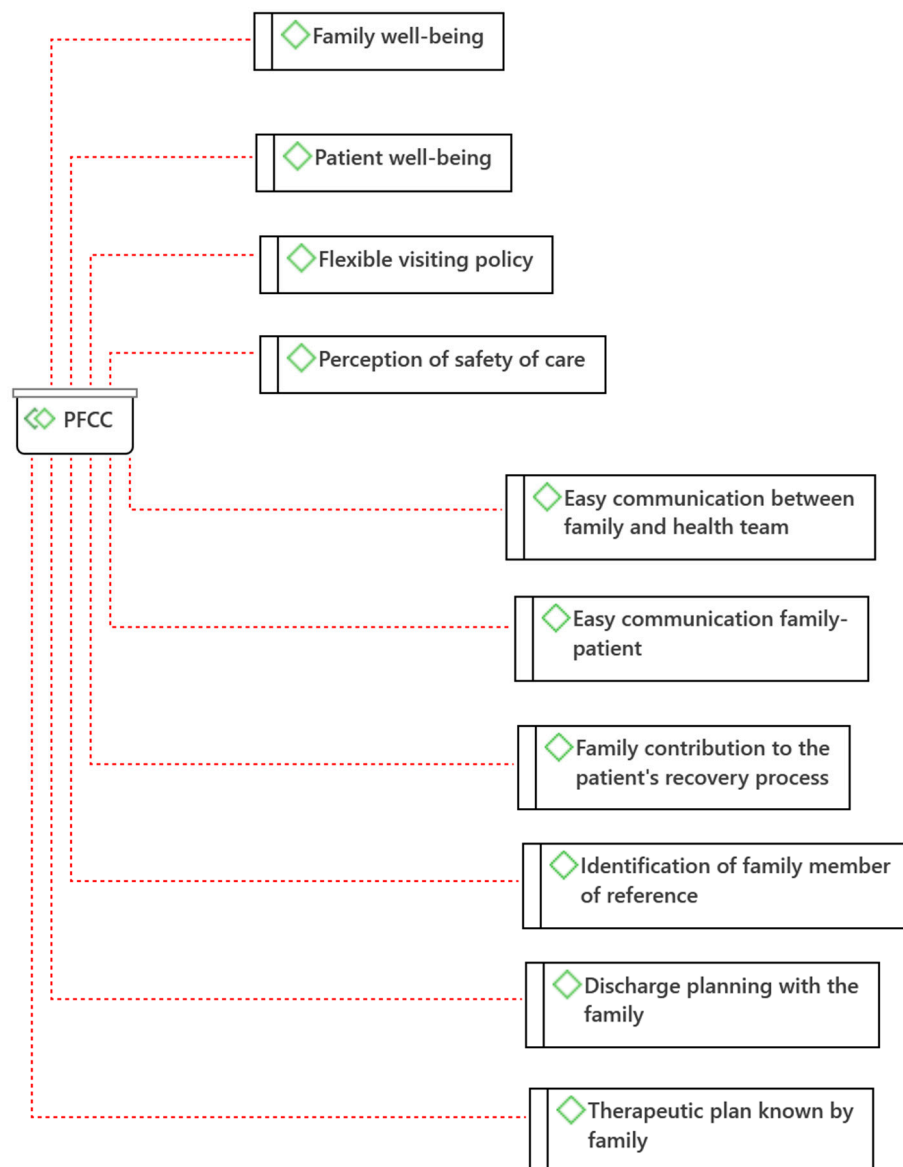 Family well-being
Patient well-being
Flexible visiting policy
Perception of safety of care
PFCC
Easy communication between
family and health team
Easy communication family-
patient
Family contribution to the
patient's recovery process
Identification of family member
of reference
Discharge planning with the
family
Therapeutic plan known by
family